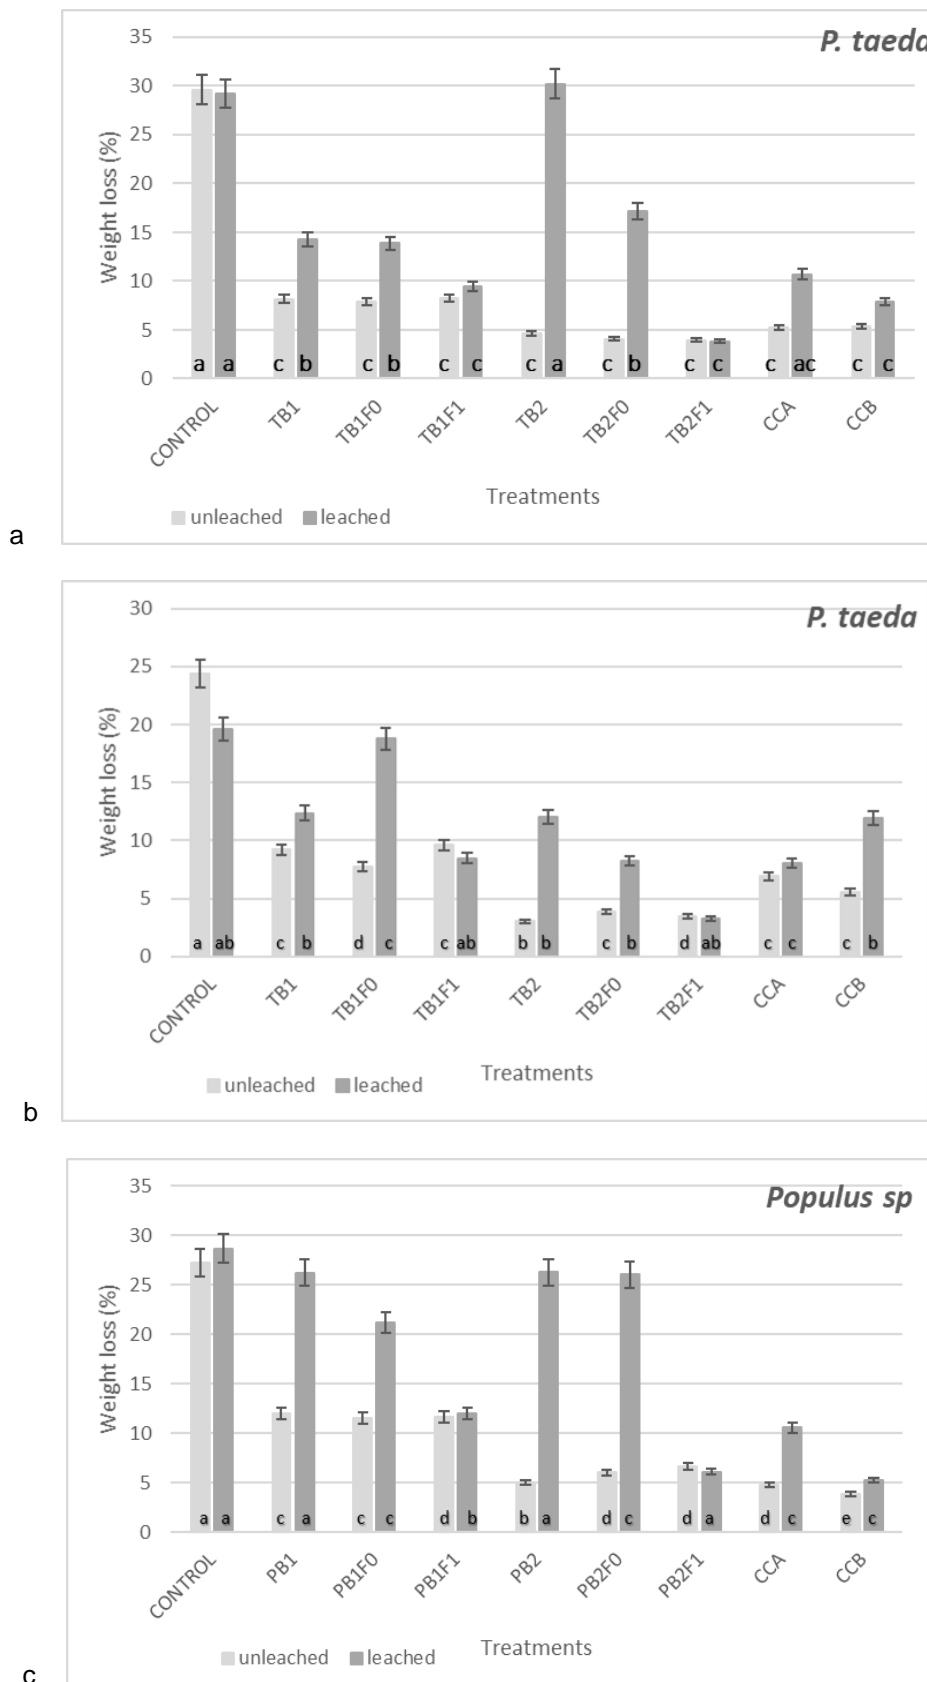 P. taeda
35
30
25
20
15
10
5
0
Weight loss (%)
a a c b c b c c c a c b c c c ac c c
CONTROL TB1 TB1F0 TB1F1 TB2 TB2F0 TB2F1 CCA CCB
Treatments
unleached leached
a
P. taeda
30
25
20
15
10
5
0
Weight loss (%)
a ab c b d c c ab b b c b d ab c c c b
CONTROL TB1 TB1F0 TB1F1 TB2 TB2F0 TB2F1 CCA CCB
Treatments
unleached leached
b
Populus sp
35
30
25
20
15
10
5
0
Weight loss (%)
a a c a c c d b b a d c d a d c e c
CONTROL PB1 PB1F0 PB1F1 PB2 PB2F0 PB2F1 CCA CCB
Treatments
unleached leached
c